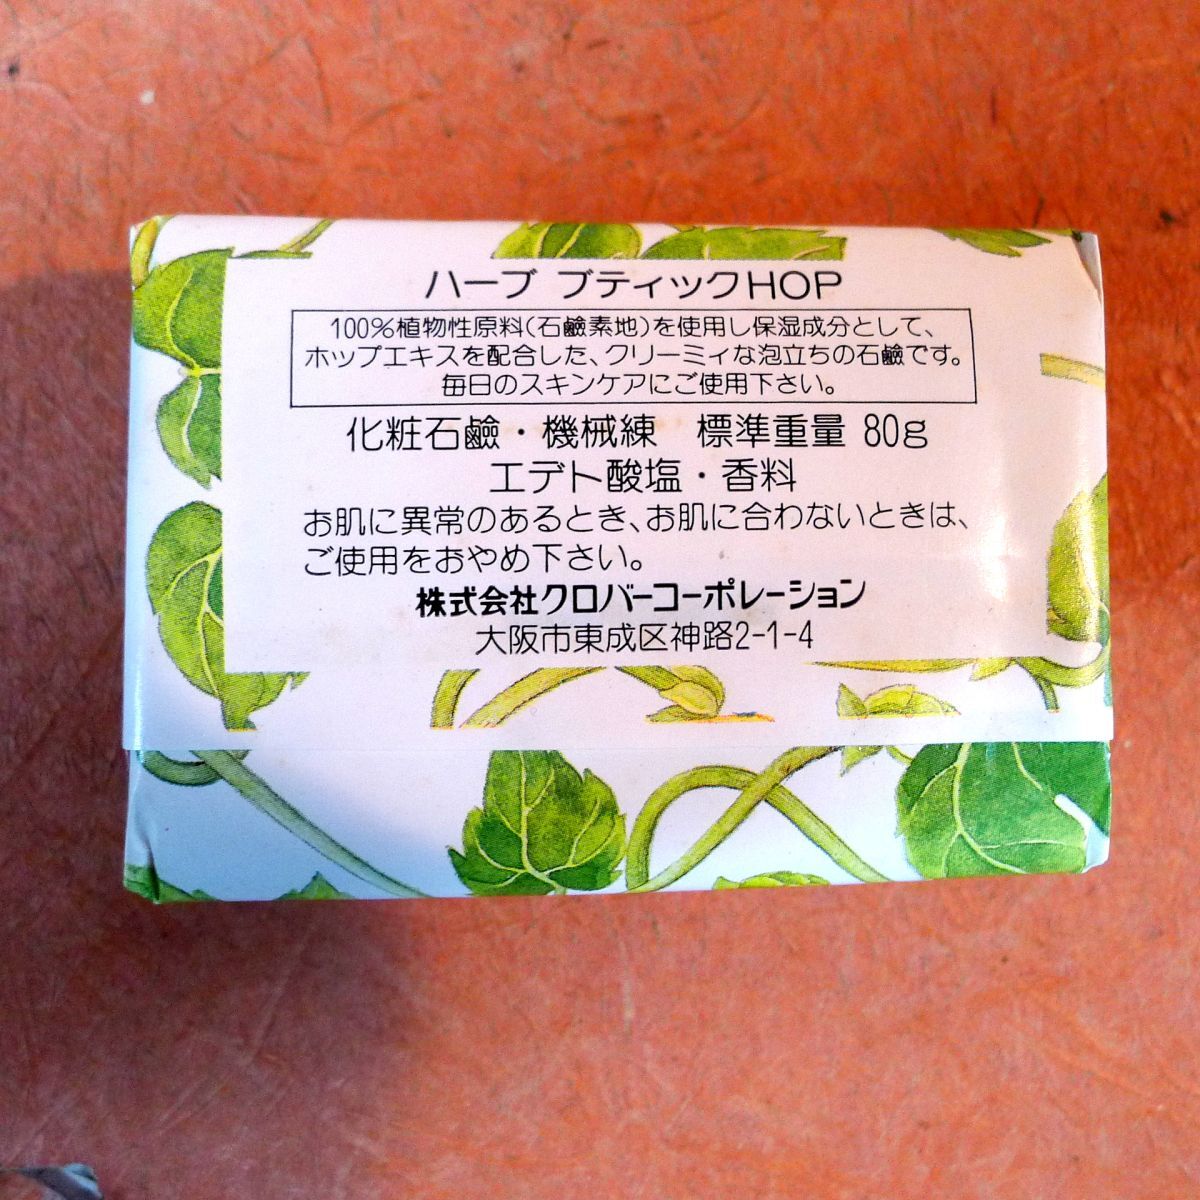 ハーブ ブティックHOP
100%植物性原料(石鹸素地)を使用し保湿成分として、
ホップエキスを配合した、クリーミィな泡立ちの石鹸です。
毎日のスキンケアにご使用下さい。
化粧石鹸・機械練 標準重量 80g
エデト酸塩・香料
お肌に異常のあるとき、お肌に合わないときは、
ご使用をおやめ下さい。
株式会社クロバーコーポレーション
大阪市東成区神路2-1-4